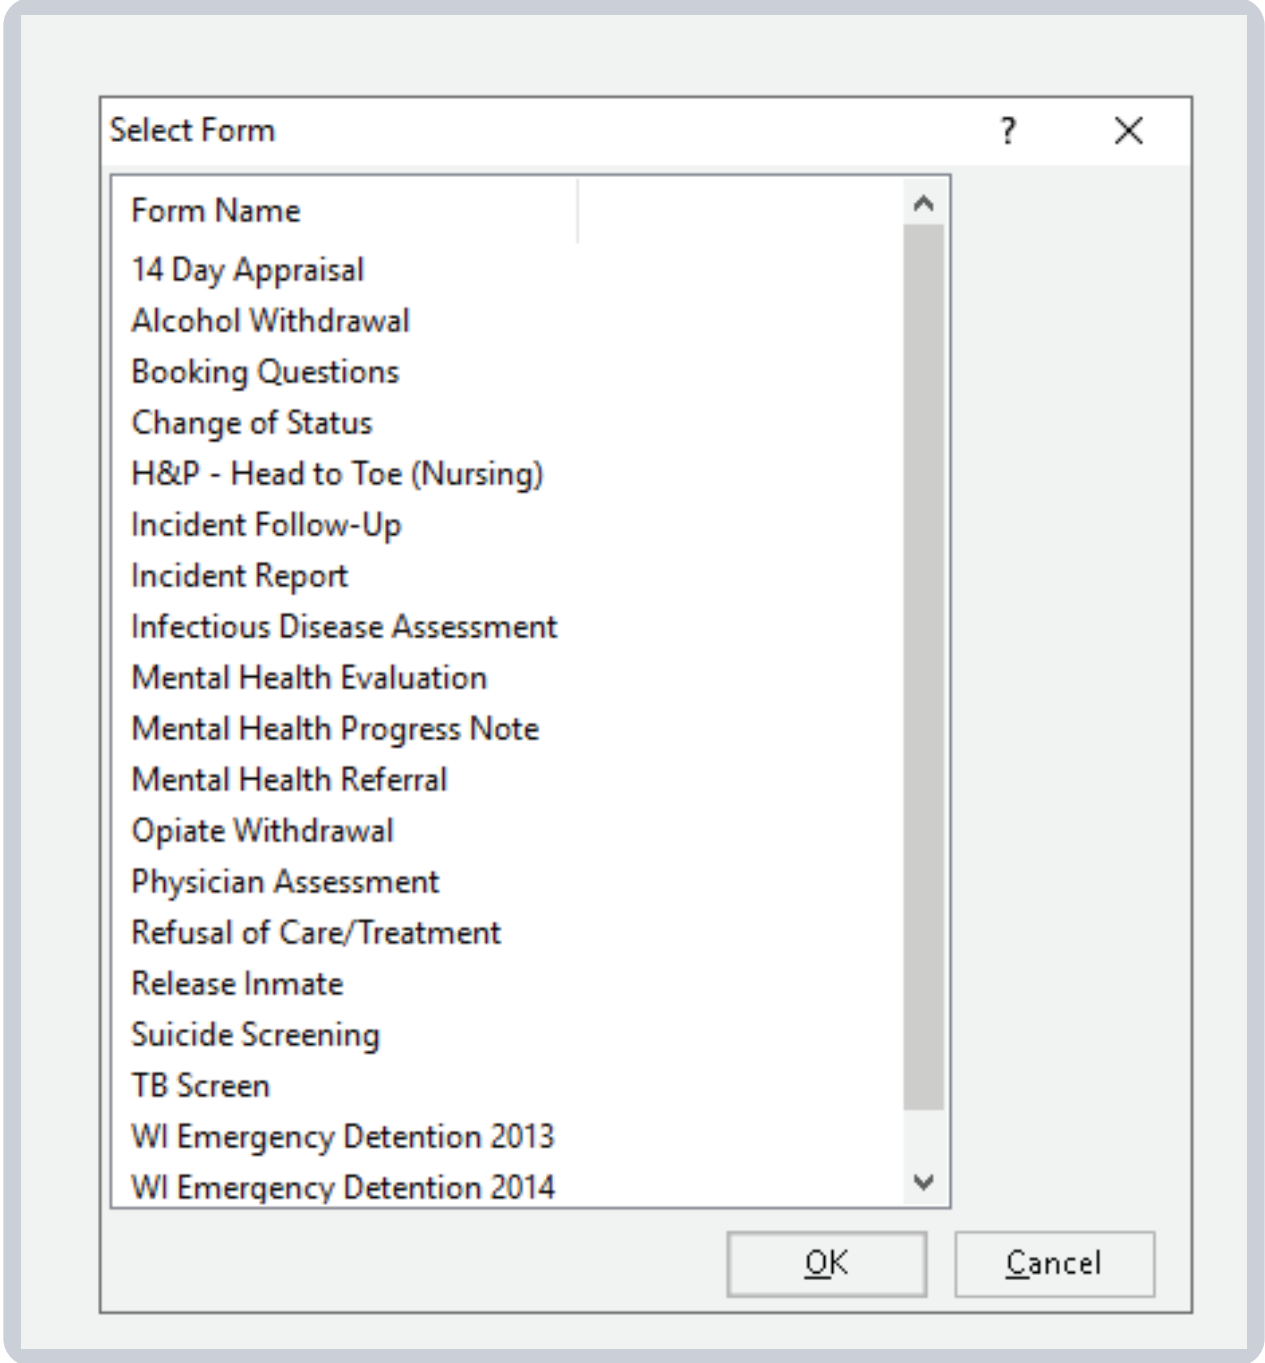 Select Form
?
Form Name
14 Day Appraisal
Alcohol Withdrawal
Booking Questions
Change of Status
H&P - Head to Toe (Nursing)
Incident Follow-Up
Incident Report
Infectious Disease Assessment
Mental Health Evaluation
Mental Health Progress Note
Mental Health Referral
Opiate Withdrawal
Physician Assessment
Refusal of Care/Treatment
Release Inmate
Suicide Screening
TB Screen
WI Emergency Detention 2013
WI Emergency Detention 2014
OK Cancel